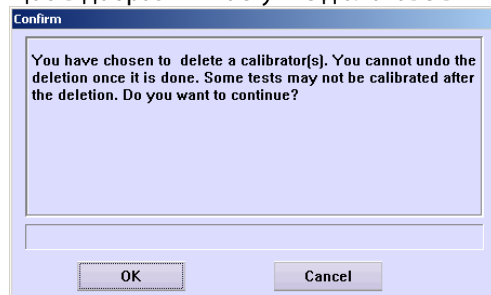 Confirm
You have chosen to delete a calibrator(s). You cannot undo the
deletion once it is done. Some tests may not be calibrated after
the deletion. Do you want to continue?
OK
Cancel